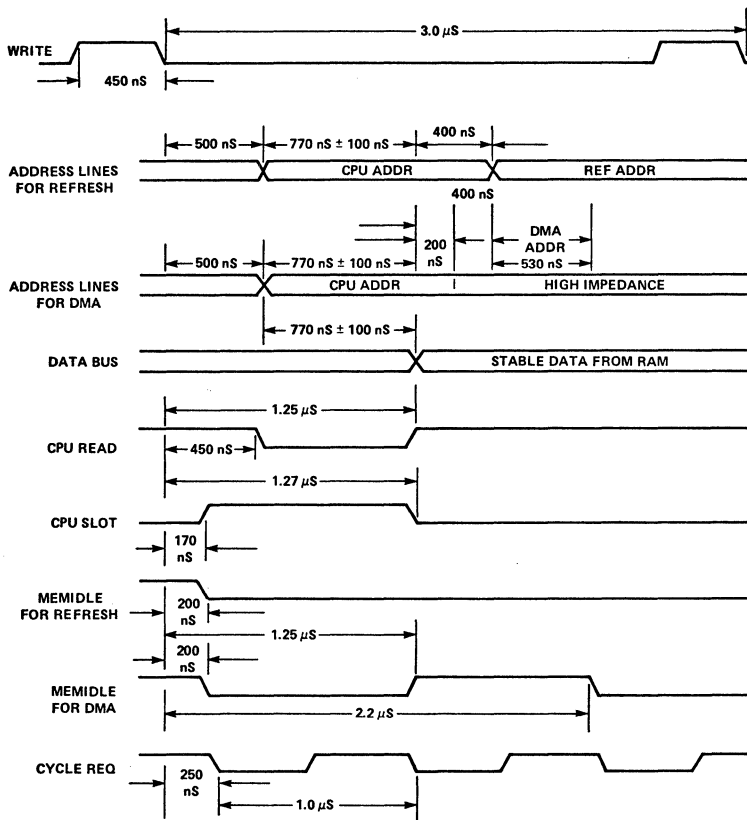 3.0 µS
WRITE
450 nS
500 nS 770 nS ± 100 nS 400 nS
ADDRESS LINES
FOR REFRESH
CPU ADDR REF ADDR
400 nS
DMA
ADDR
200
nS
500 nS 770 nS ± 100 nS 530 nS
ADDRESS LINES
FOR DMA
CPU ADDR HIGH IMPEDANCE
770 nS ± 100 nS
DATA BUS STABLE DATA FROM RAM
1.25 µS
CPU READ 450 nS
1.27 µS
CPU SLOT
170
nS
MEMIDLE
FOR REFRESH
200
nS
1.25 µS
200
nS
MEMIDLE
FOR DMA
2.2 µS
CYCLE REQ
250
nS
1.0 µS